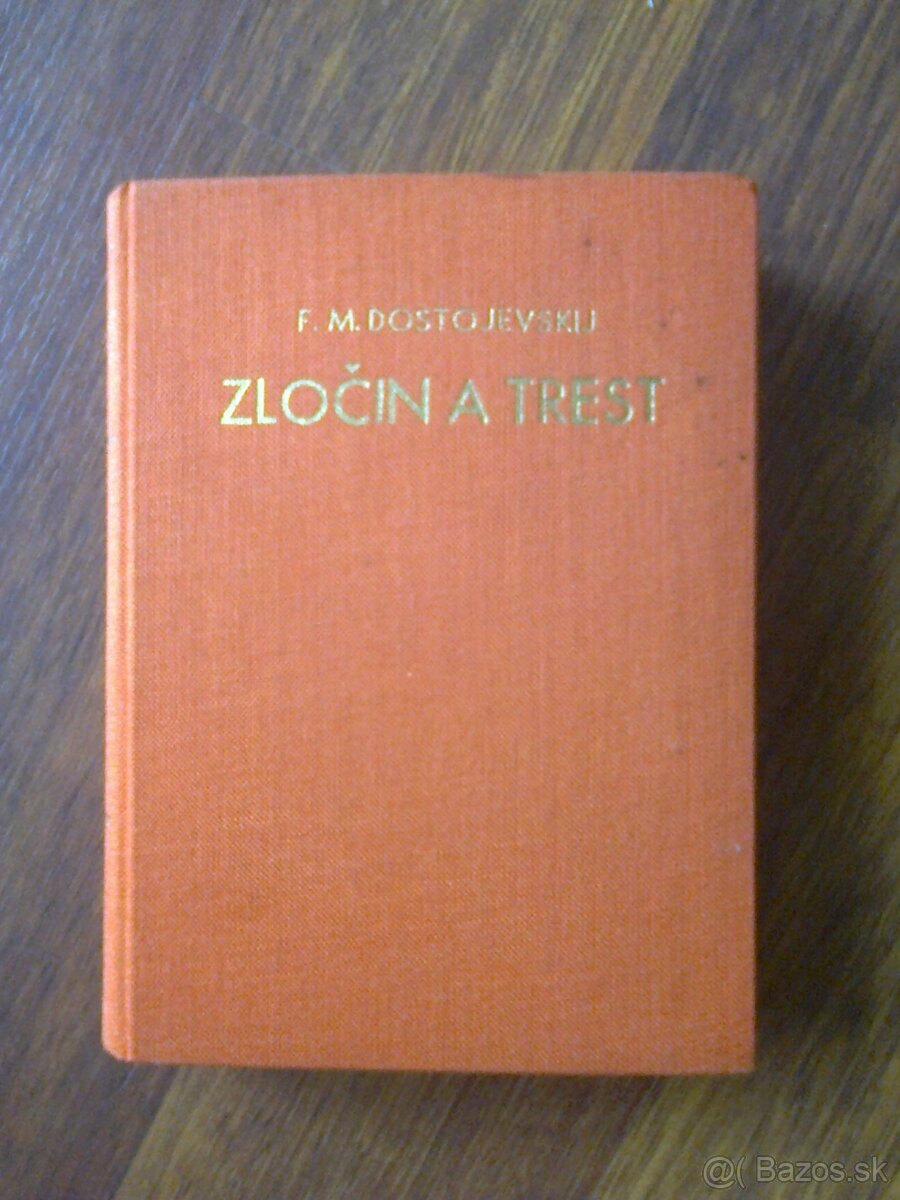 F. M. DOSTOJEVSKIJ
ZLOČIN A TREST
@( Bazos.sk